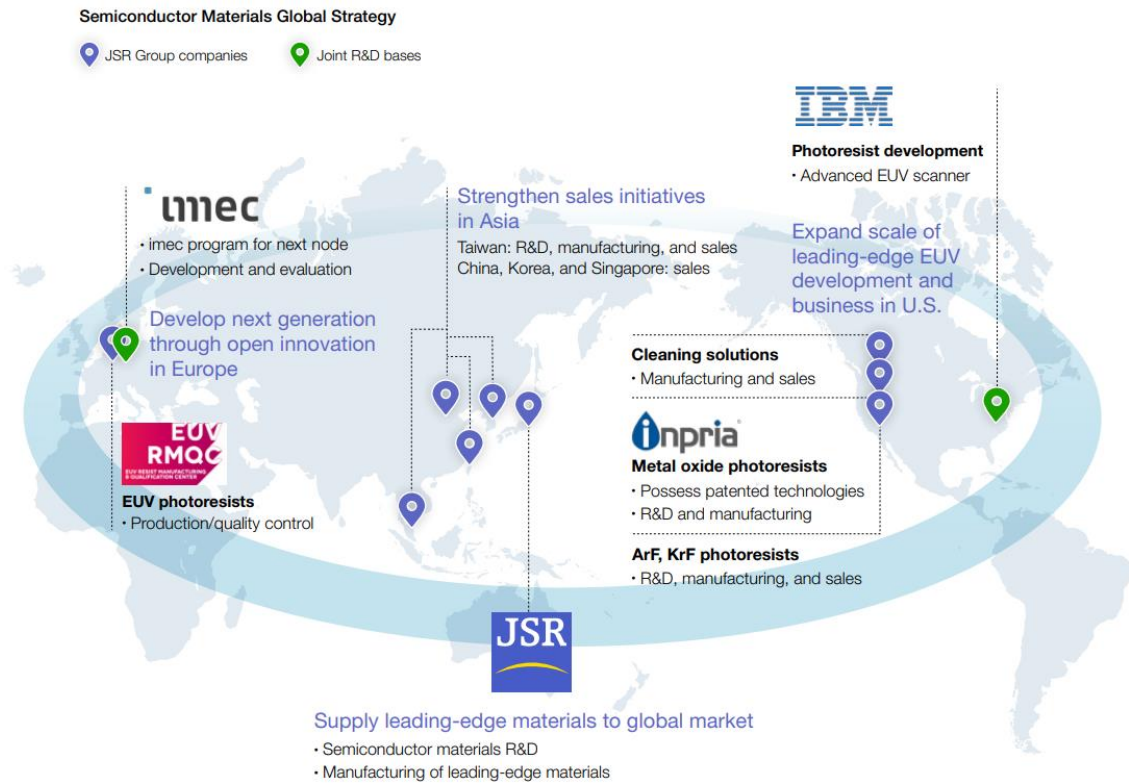 Semiconductor Materials Global Strategy
JSR Group companies
Joint R&D bases
IBM
Photoresist development
• Advanced EUV scanner
imec
• imec program for next node
• Development and evaluation
Strengthen sales initiatives
in Asia
Taiwan: R&D, manufacturing, and sales
China, Korea, and Singapore: sales
Expand scale of
leading-edge EUV
development and
business in U.S.
Develop next generation
through open innovation
in Europe
Cleaning solutions
• Manufacturing and sales
EUV
RMQC
EUV RESIST MANUFACTURING
& QUALIFICATION CENTER
EUV photoresists
• Production/quality control
inpria
Metal oxide photoresists
• Possess patented technologies
• R&D and manufacturing
ArF, KrF photoresists
• R&D, manufacturing, and sales
JSR
Supply leading-edge materials to global market
• Semiconductor materials R&D
• Manufacturing of leading-edge materials